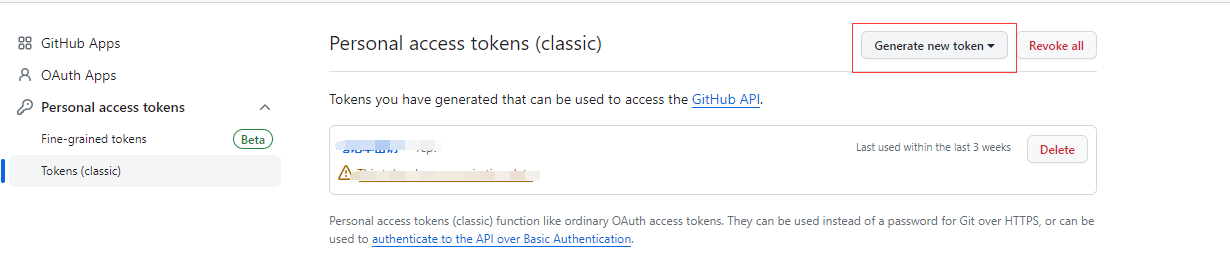 GitHub Apps
OAuth Apps
Personal access tokens
Fine-grained tokens
Beta
Tokens (classic)
Personal access tokens (classic)
Generate new token
Revoke all
Tokens you have generated that can be used to access the GitHub API.
Last used within the last 3 weeks
Delete
Personal access tokens (classic) function like ordinary OAuth access tokens. They can be used instead of a password for Git over HTTPS, or can be
used to authenticate to the API over Basic Authentication.